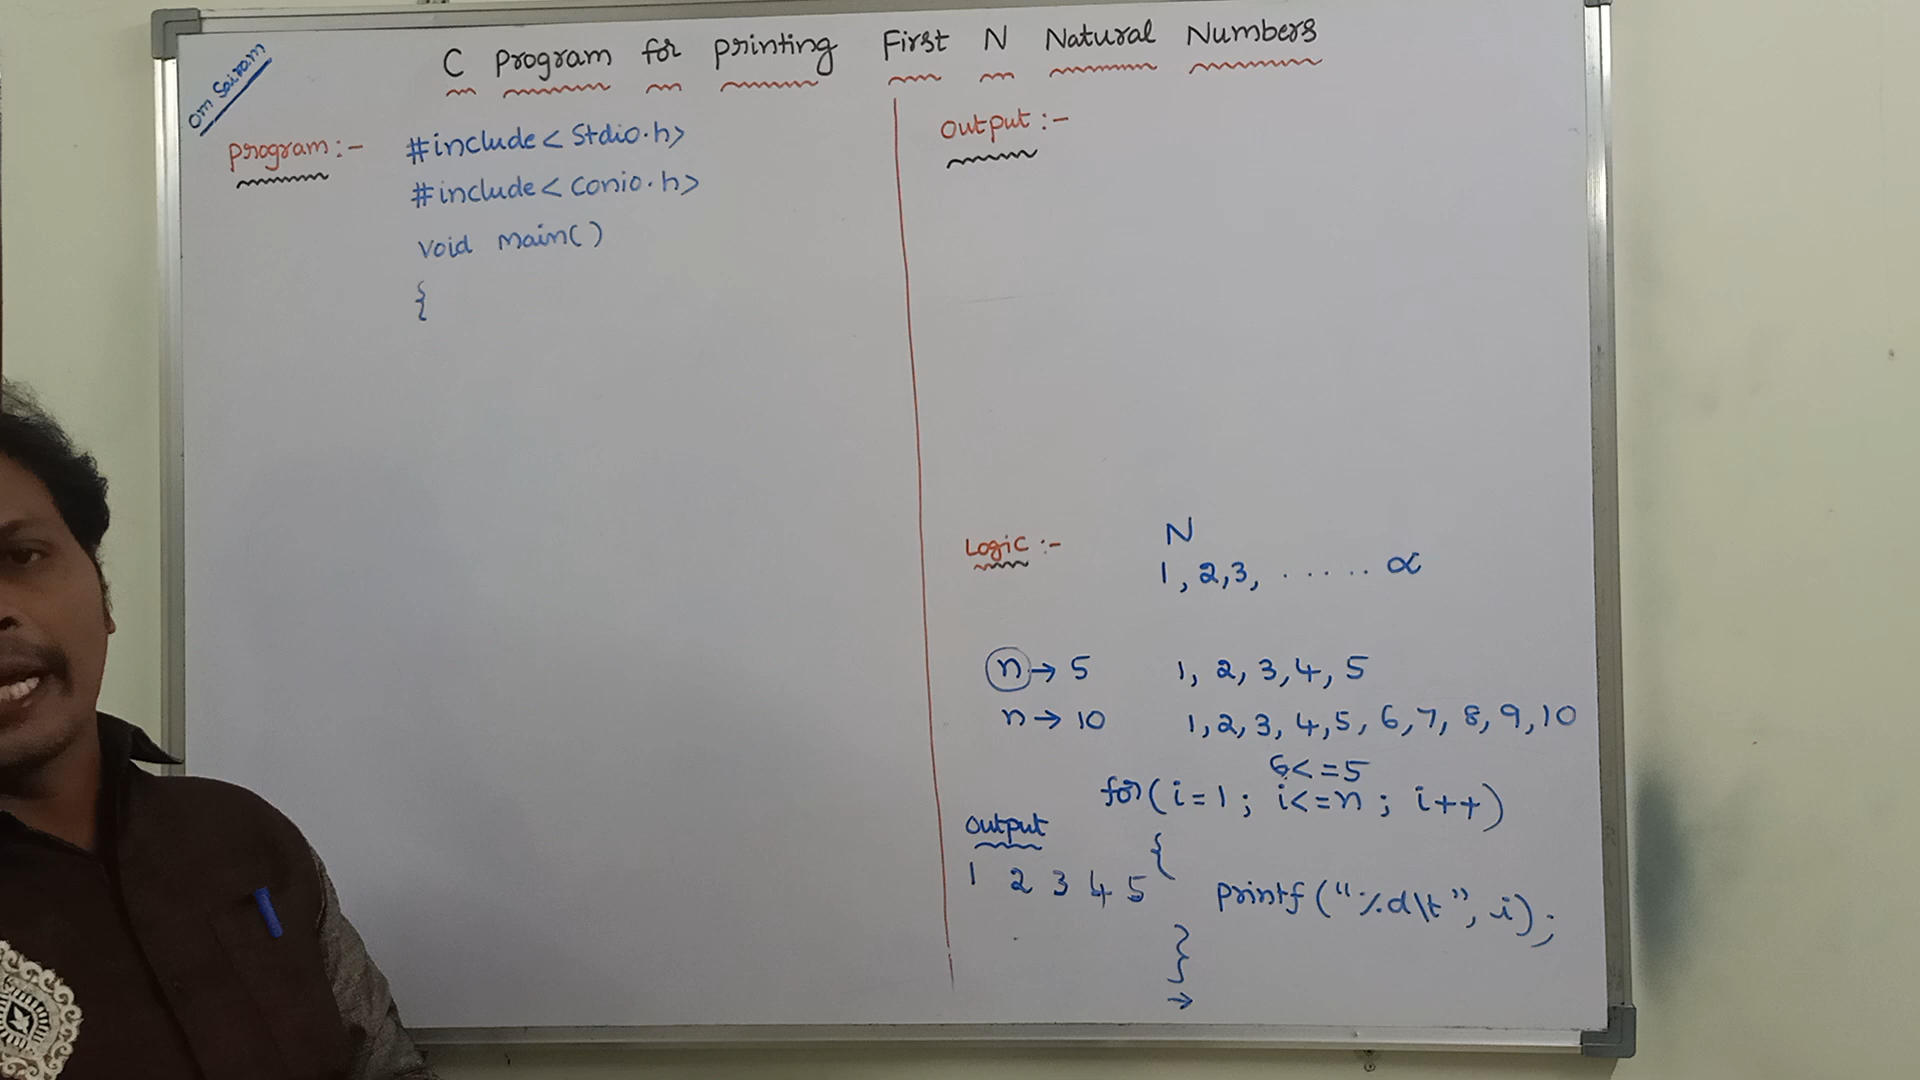 Om Sairam
C Program for printing First N Natural Numbers
Program :-
#include< Stdio.h>
#include< Conio.h>
Void main( )
{
Output :-
Logic :-
N
1, 2, 3, ...... ∝
n → 5 1, 2, 3, 4, 5
n → 10 1, 2, 3, 4, 5, 6, 7, 8, 9, 10
6<=5
for( i=1 ; i<=n ; i++)
{
printf ("%d\t", i);
}
→
Output
1 2 3 4 5